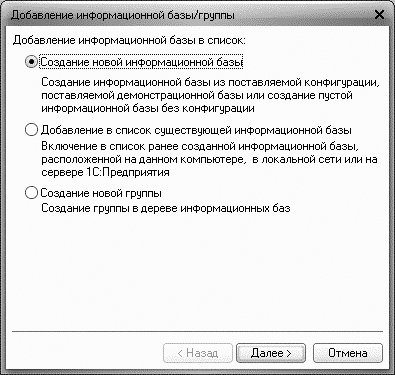 Добавление информационной базы/группы
Добавление информационной базы в список:
Создание новой информационной базы
Создание информационной базы из поставляемой конфигурации,
поставляемой демонстрационной базы или создание пустой
информационной базы без конфигурации
Добавление в список существующей информационной базы
Включение в список ранее созданной информационной базы,
расположенной на данном компьютере, в локальной сети или на
сервере 1С:Предприятия
Создание новой группы
Создание группы в дереве информационных баз
< Назад
Далее >
Отмена